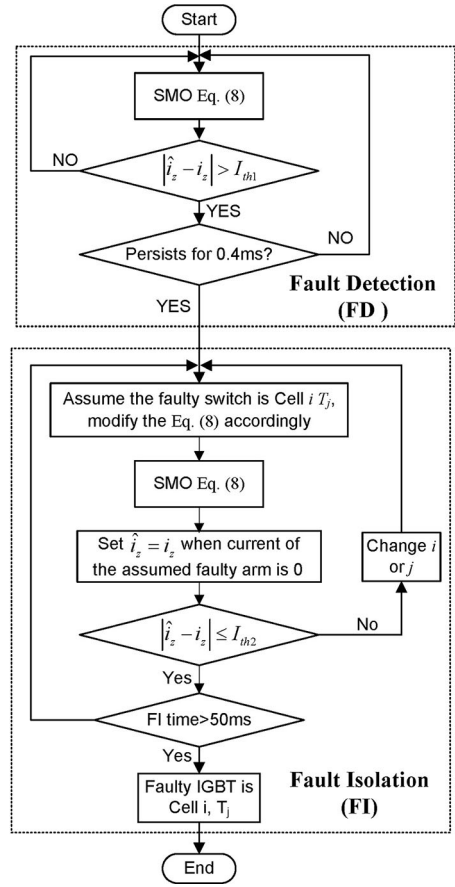 Start
SMO Eq. (8)
NO
|î_z − i_z| > I_th1
YES
Persists for 0.4ms?
NO
Fault Detection
(FD )
YES
Assume the faulty switch is Cell i T_j,
modify the Eq. (8) accordingly
SMO Eq. (8)
Set î_z = i_z when current of
the assumed faulty arm is 0
Change i
or j
|î_z − i_z| ≤ I_th2
No
Yes
FI time>50ms
Yes
Faulty IGBT is
Cell i, T_j
Fault Isolation
(FI)
End